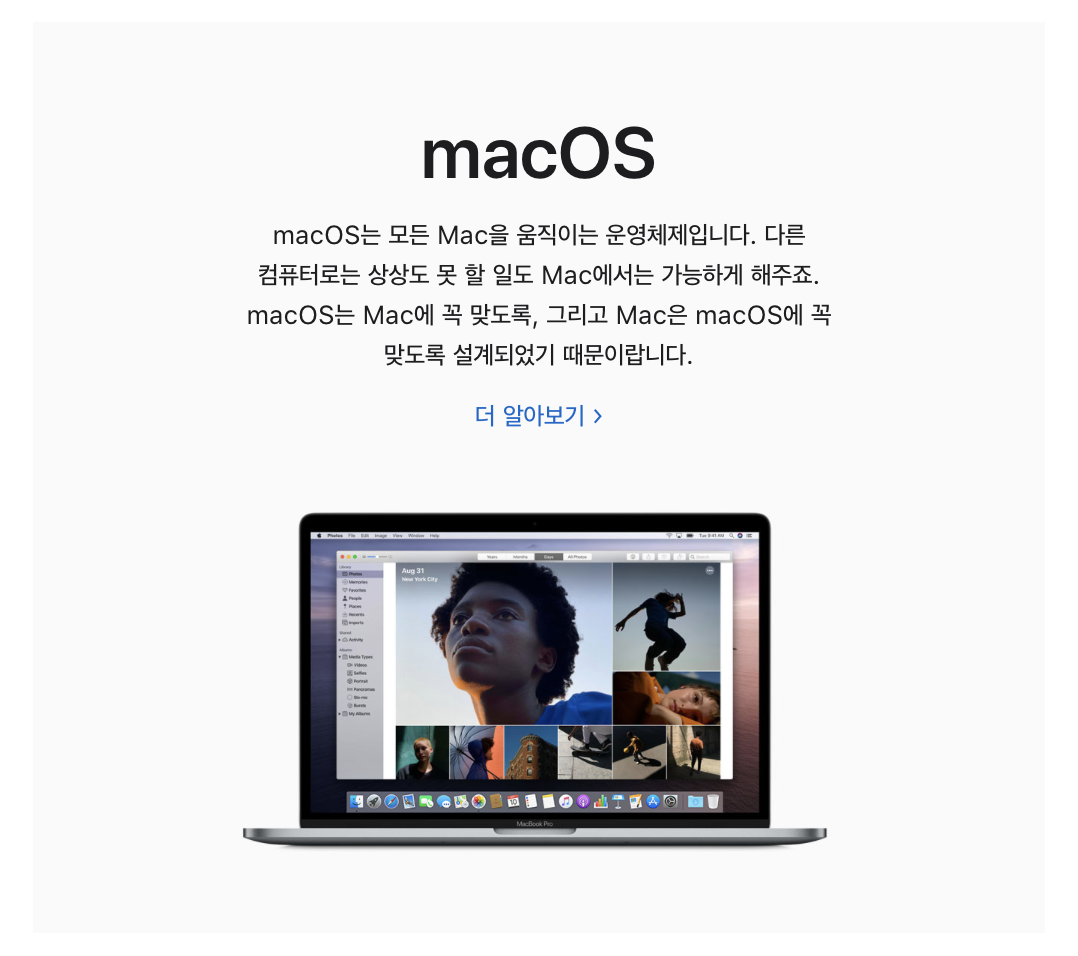 macOS
macOS는 모든 Mac을 움직이는 운영체제입니다. 다른
컴퓨터로는 상상도 못 할 일도 Mac에서는 가능하게 해주죠.
macOS는 Mac에 꼭 맞도록, 그리고 Mac은 macOS에 꼭
맞도록 설계되었기 때문이랍니다.
더 알아보기 >
Photos File Edit Image View Window Help
Tue 9:41 AM
Years Months Days All Photos
Search
Library
Photos
Memories
Favorites
People
Places
Recents
Imports
Shared
Activity
Albums
Media Types
Videos
Selfies
Portrait
Panoramas
Slo-mo
Bursts
My Albums
Aug 31
New York City
MacBook Pro